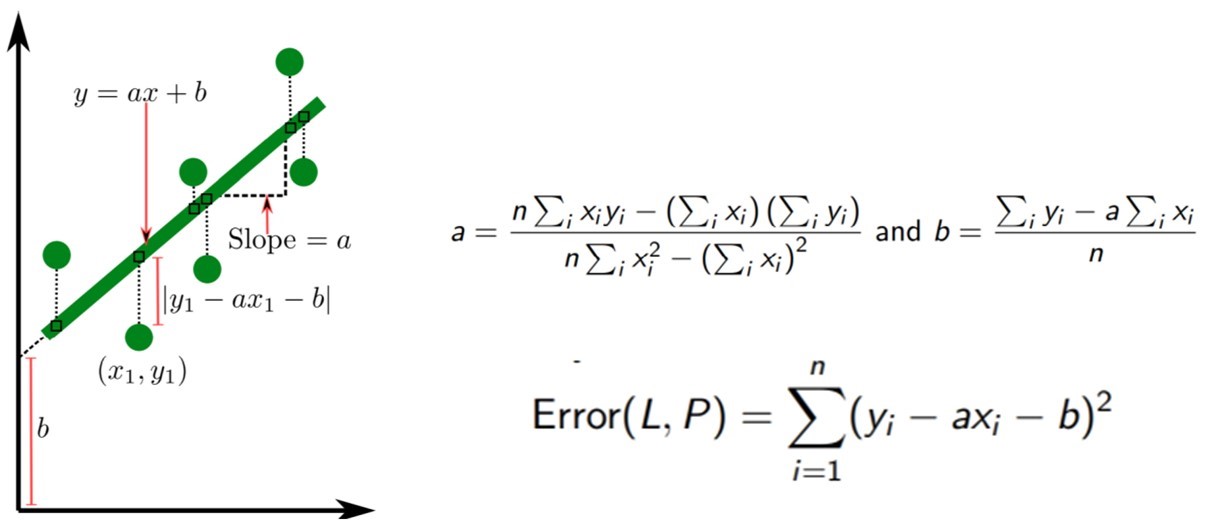 y = ax + b
Slope = a
|y₁ − ax₁ − b|
(x₁, y₁)
b
a = (n ∑ᵢ xᵢyᵢ − (∑ᵢ xᵢ) (∑ᵢ yᵢ)) / (n ∑ᵢ xᵢ² − (∑ᵢ xᵢ)²) and b = (∑ᵢ yᵢ − a ∑ᵢ xᵢ) / n
Error(L, P) = ∑ᵢ₌₁ⁿ (yᵢ − axᵢ − b)²